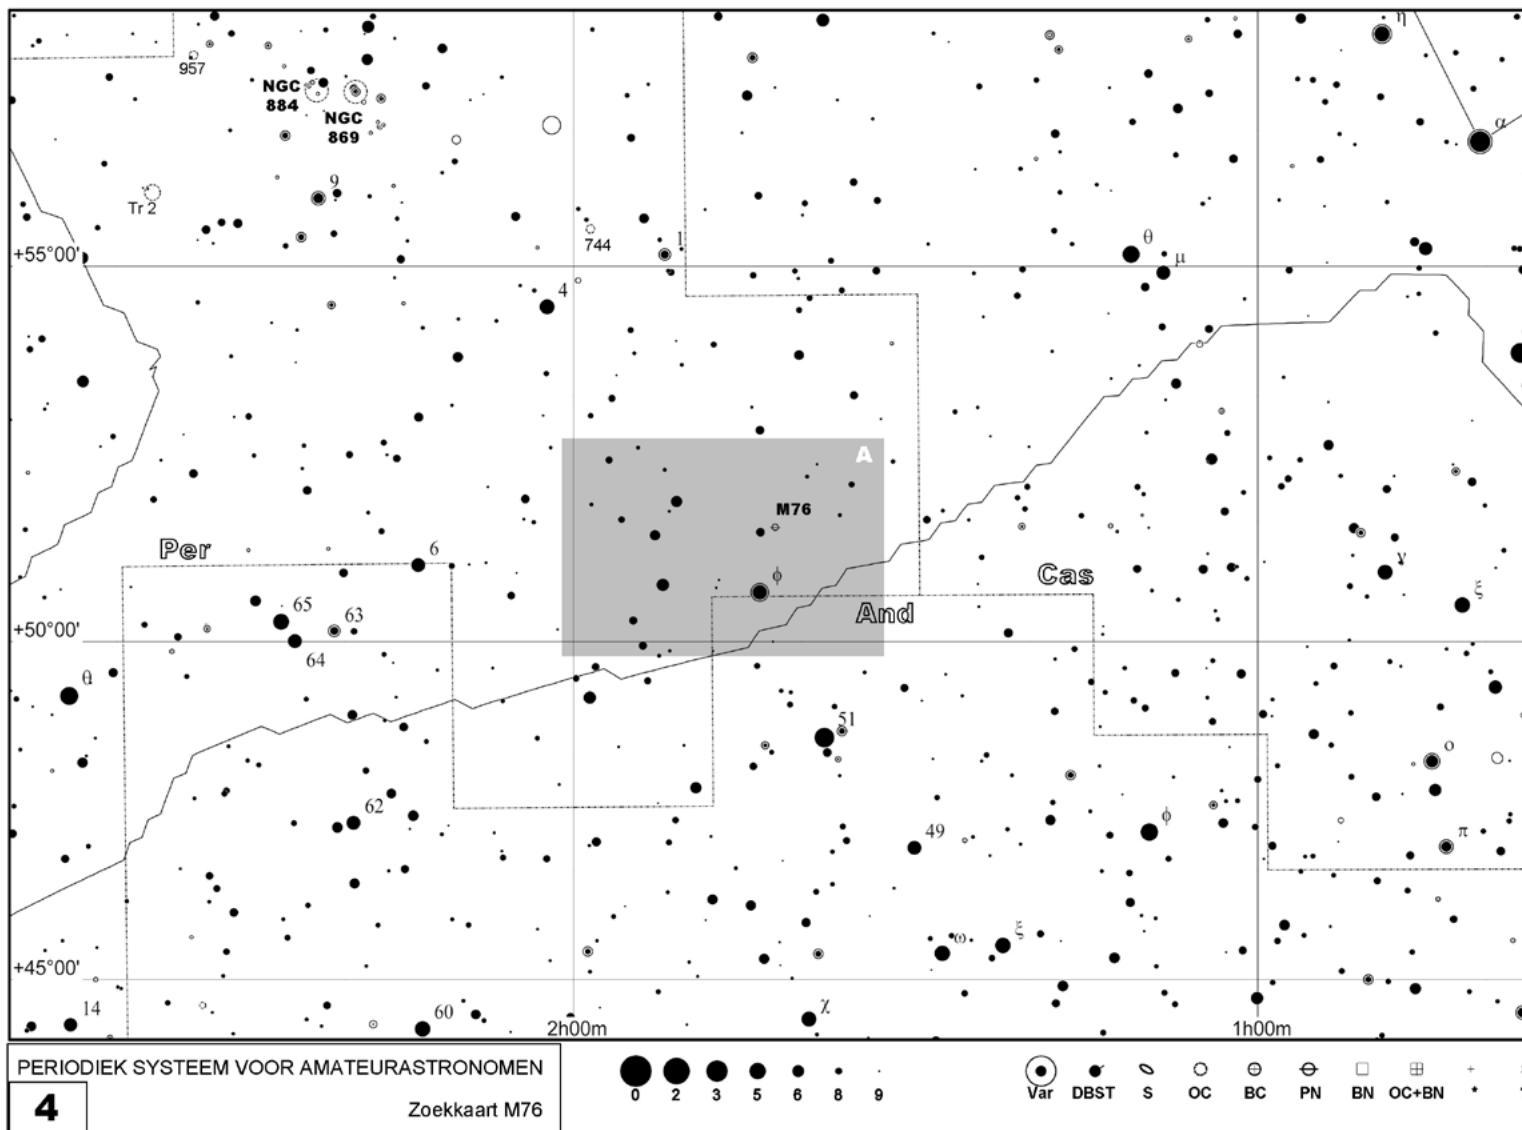 η
957
NGC
884
NGC
869
α
9
Tr 2
744
1
θ
μ
+55°00'
4
A
M76
Per
6
φ
Cas
γ
ξ
65
63
And
+50°00'
64
θ
51
ο
62
49
φ
π
ω
ξ
+45°00'
14
60
χ
2h00m
1h00m
PERIODIEK SYSTEEM VOOR AMATEURASTRONOMEN
4
Zoekkaart M76
0 2 3 5 6 8 9
Var DBST S OC BC PN BN OC+BN *